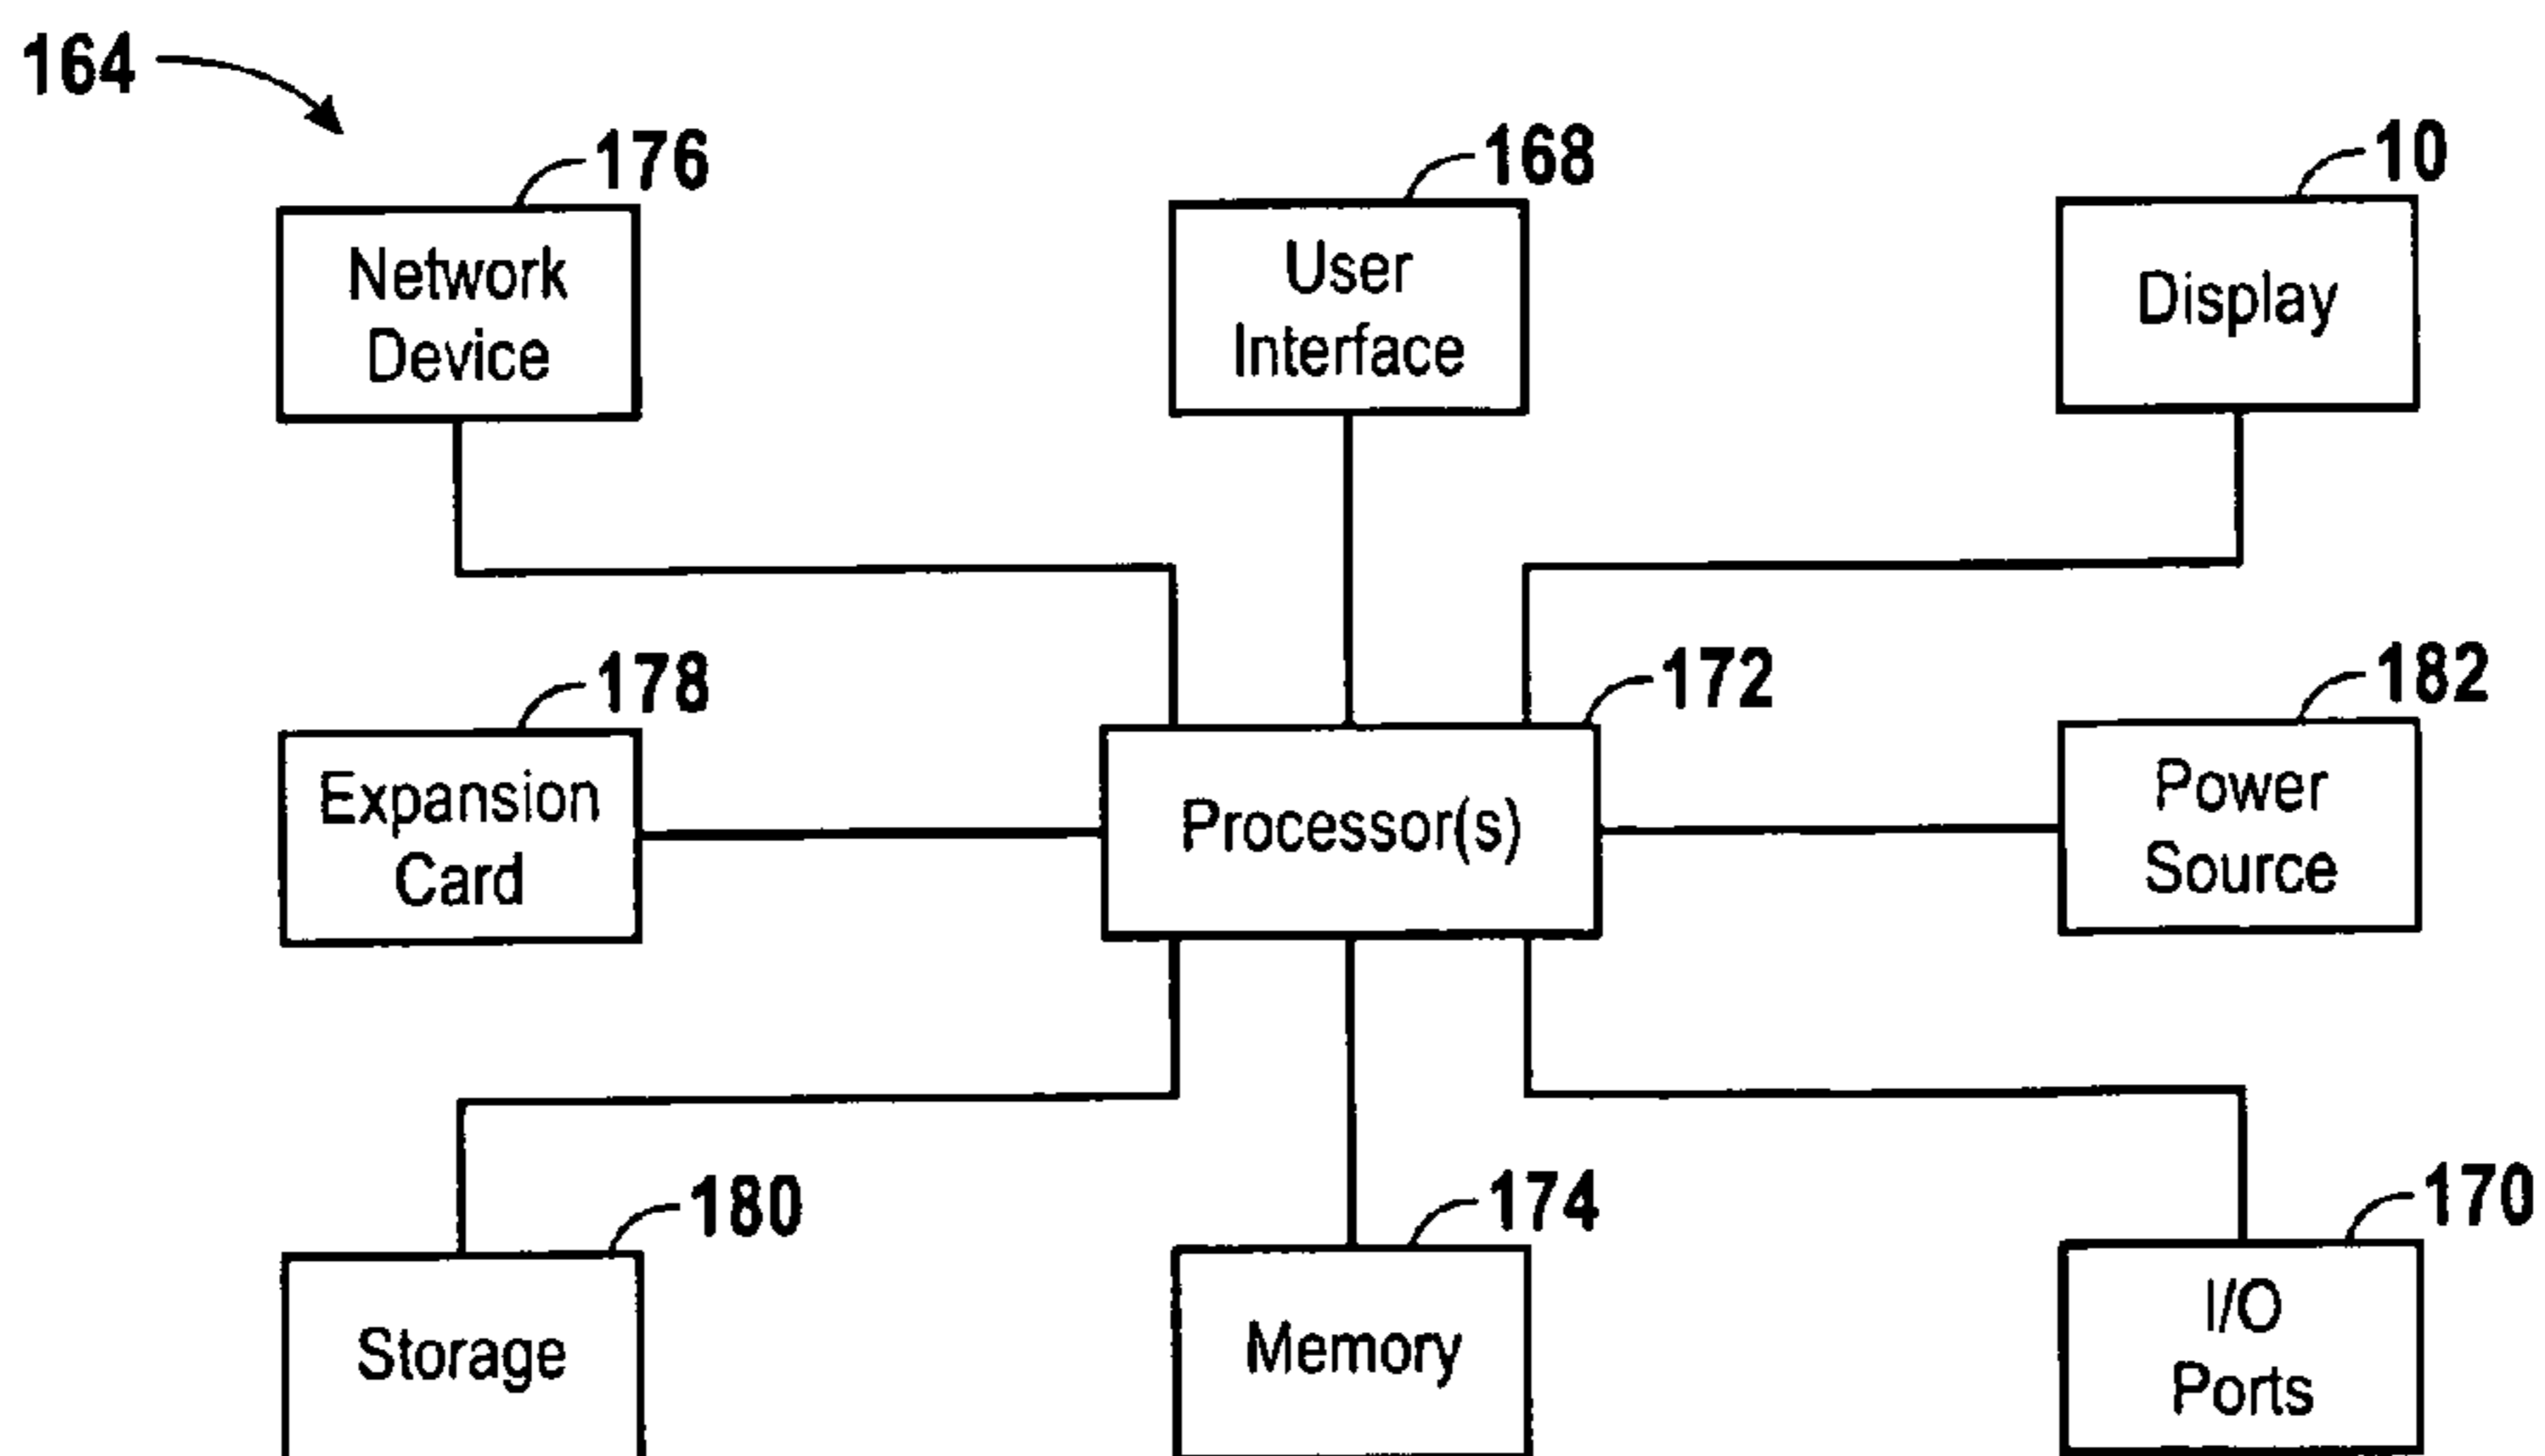 164
176
168
10
Network
Device
User
Interface
Display
178
172
182
Expansion
Card
Processor(s)
Power
Source
180
174
170
Storage
Memory
I/O
Ports